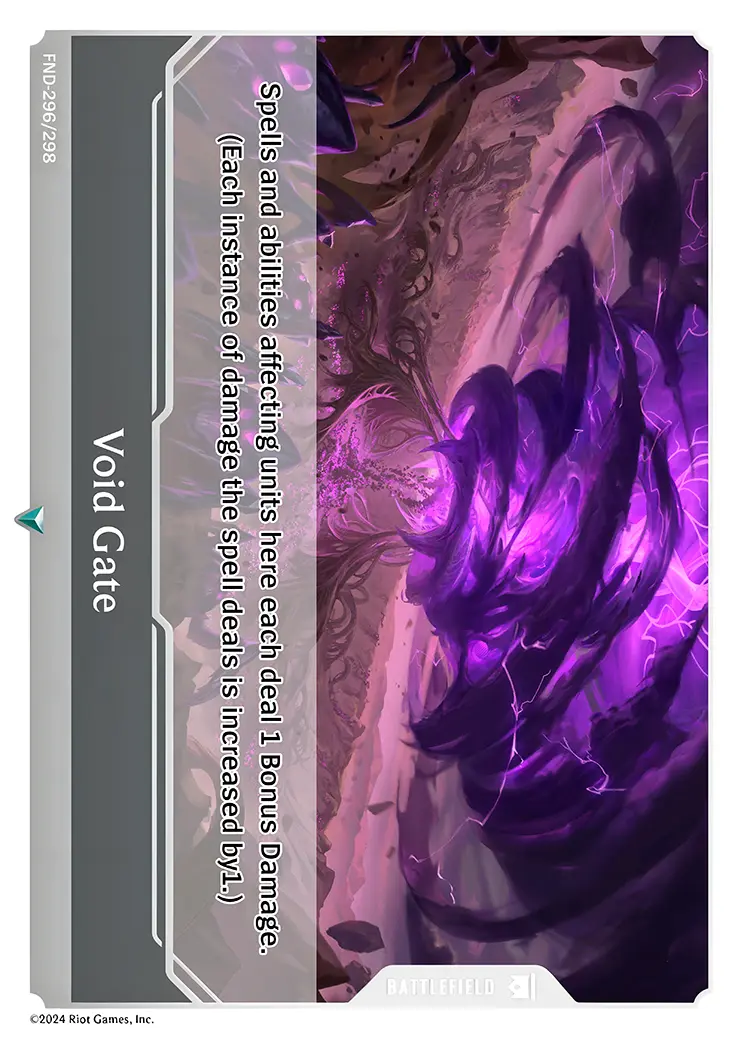 BATTLEFIELD
Spells and abilities affecting units here each deal 1 Bonus Damage.
(Each instance of damage the spell deals is increased by1.)
Void Gate
FND-296/298
©2024 Riot Games, Inc.